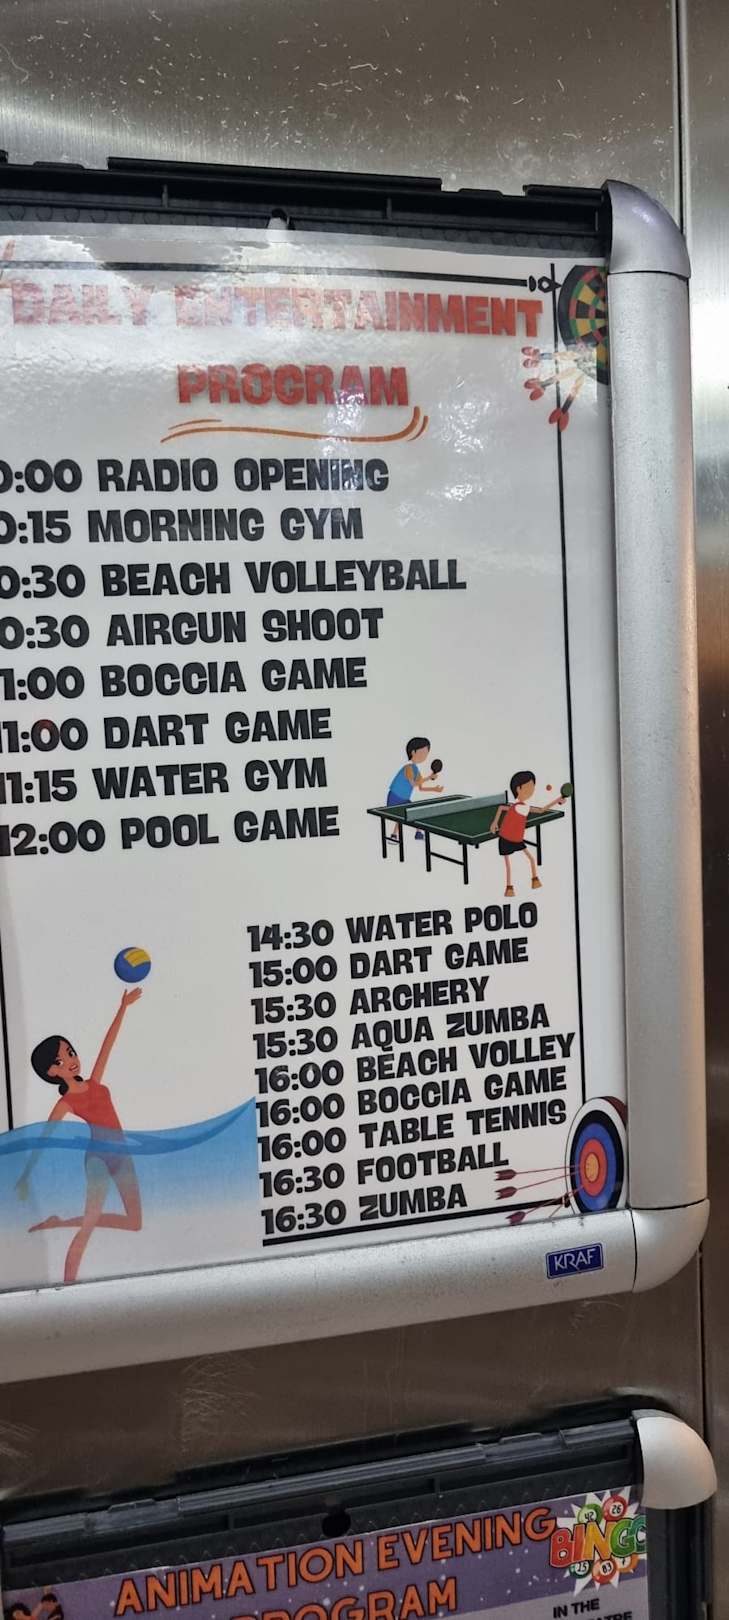 DAILY ENTERTAINMENT
PROGRAM
0:00 RADIO OPENING
0:15 MORNING GYM
0:30 BEACH VOLLEYBALL
0:30 AIRGUN SHOOT
1:00 BOCCIA GAME
11:00 DART GAME
11:15 WATER GYM
12:00 POOL GAME
14:30 WATER POLO
15:00 DART GAME
15:30 ARCHERY
15:30 AQUA ZUMBA
16:00 BEACH VOLLEY
16:00 BOCCIA GAME
16:00 TABLE TENNIS
16:30 FOOTBALL
16:30 ZUMBA
KRAF
ANIMATION EVENING
PROGRAM
BINGO
IN THE